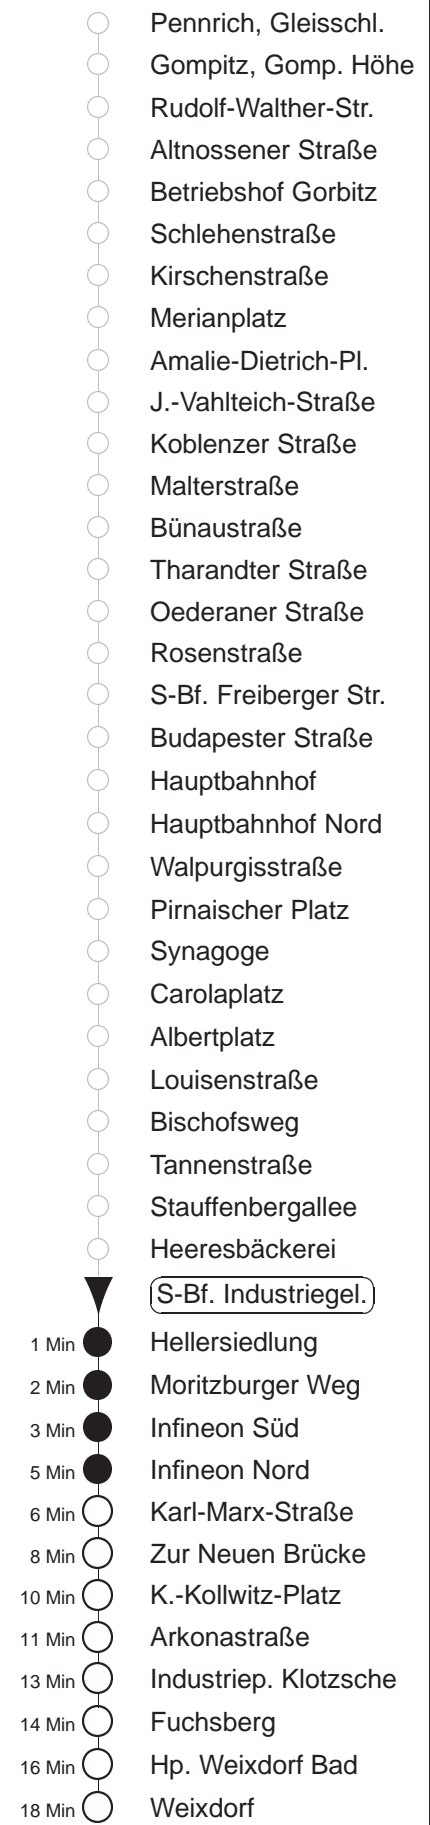 Pennrich, Gleisschl.
Gompitz, Gomp. Höhe
Rudolf-Walther-Str.
Altnossener Straße
Betriebshof Gorbitz
Schlehenstraße
Kirschenstraße
Merianplatz
Amalie-Dietrich-Pl.
J.-Vahlteich-Straße
Koblenzer Straße
Malterstraße
Bünaustraße
Tharandter Straße
Oederaner Straße
Rosenstraße
S-Bf. Freiberger Str.
Budapester Straße
Hauptbahnhof
Hauptbahnhof Nord
Walpurgisstraße
Pirnaischer Platz
Synagoge
Carolaplatz
Albertplatz
Louisenstraße
Bischofsweg
Tannenstraße
Stauffenbergallee
Heeresbäckerei
S-Bf. Industriegel.
1 Min Hellersiedlung
2 Min Moritzburger Weg
3 Min Infineon Süd
5 Min Infineon Nord
6 Min Karl-Marx-Straße
8 Min Zur Neuen Brücke
10 Min K.-Kollwitz-Platz
11 Min Arkonastraße
13 Min Industriep. Klotzsche
14 Min Fuchsberg
16 Min Hp. Weixdorf Bad
18 Min Weixdorf